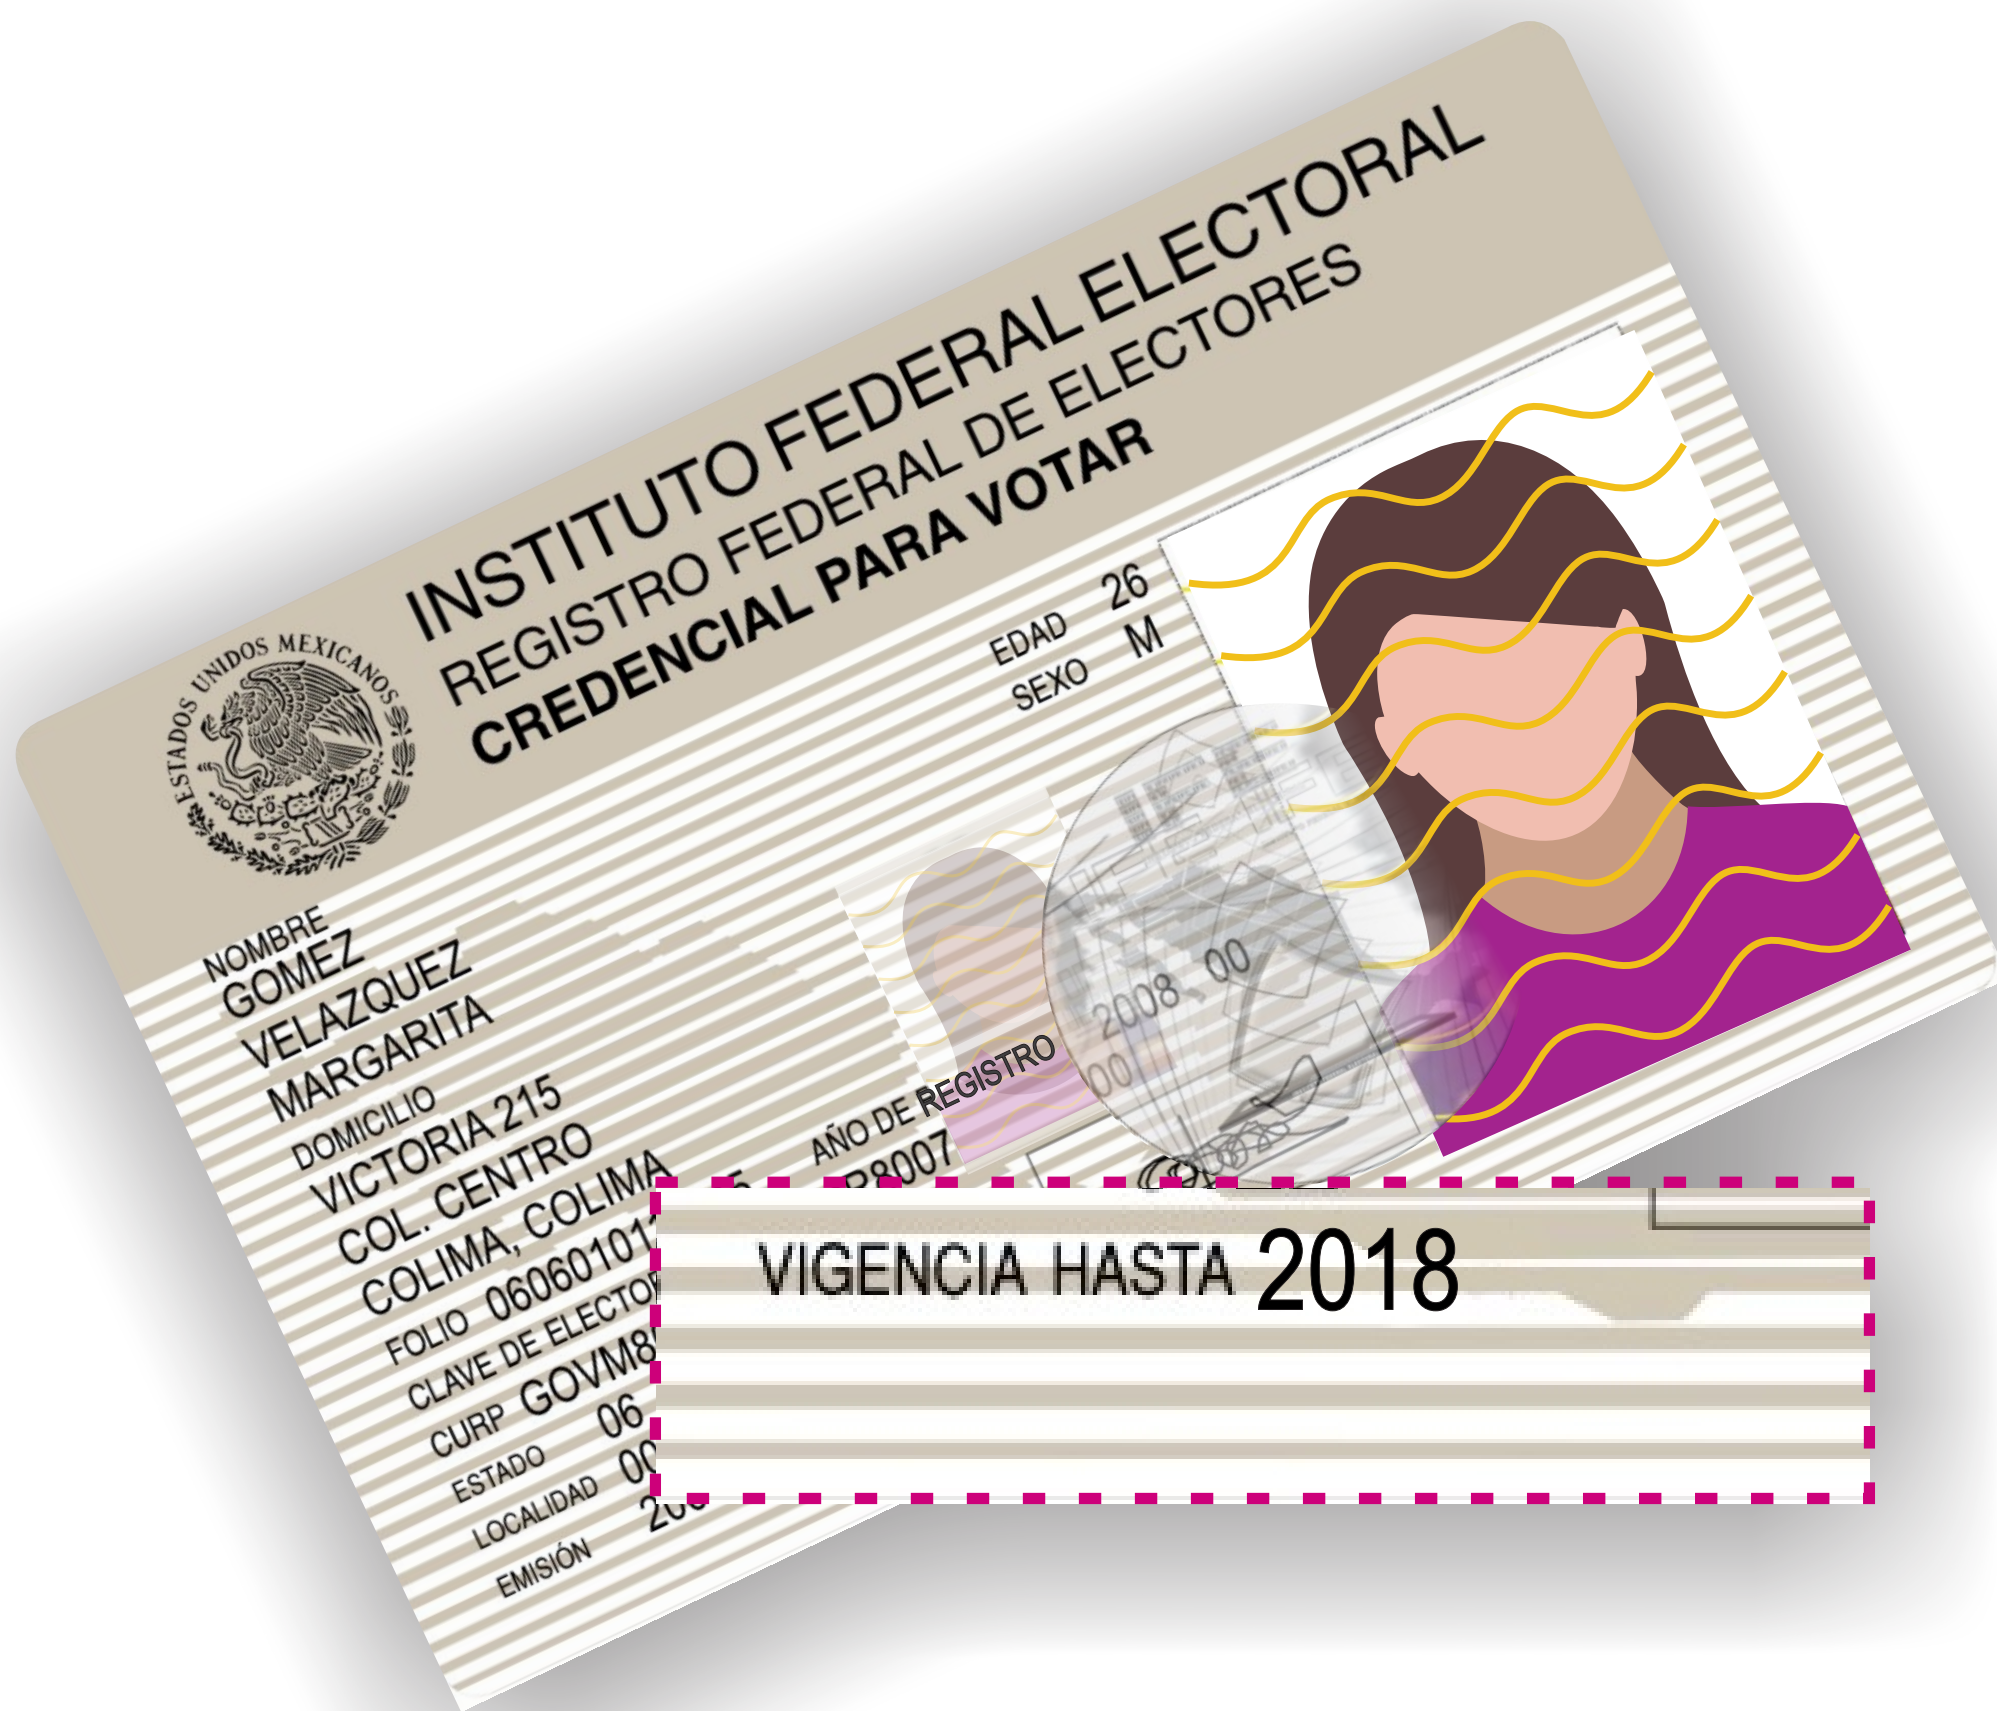 INSTITUTO FEDERAL ELECTORAL
REGISTRO FEDERAL DE ELECTORES
CREDENCIAL PARA VOTAR
ESTADOS UNIDOS MEXICANOS
EDAD 26
SEXO M
NOMBRE
GOMEZ
VELAZQUEZ
MARGARITA
DOMICILIO
VICTORIA 215
COL. CENTRO
COLIMA, COLIMA
FOLIO
AÑO DE REGISTRO 2008 00
CLAVE DE ELECTOR
00
CURP
ESTADO 06
LOCALIDAD
EMISIÓN
VIGENCIA HASTA 2018